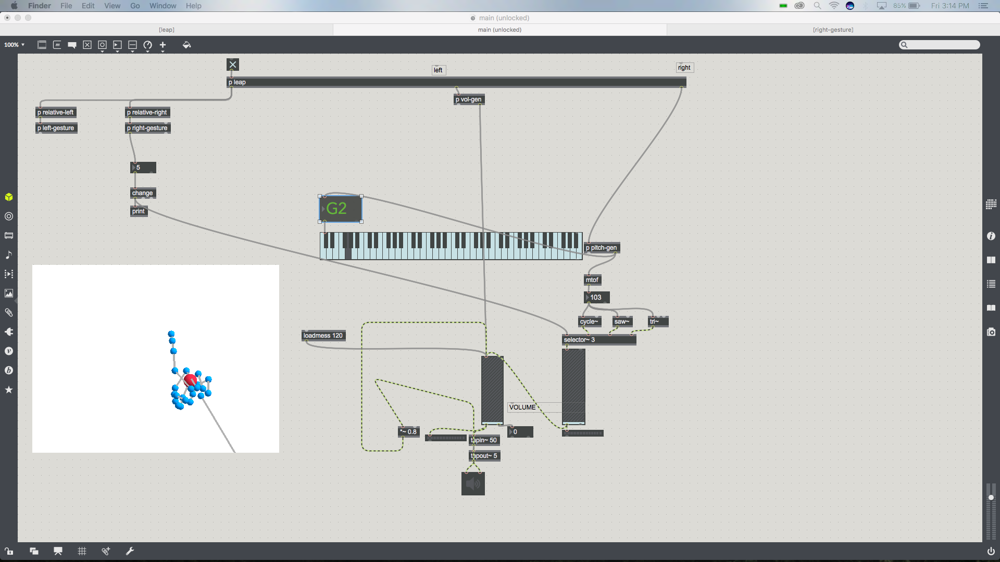 Finder File Edit View Go Window Help
85% Fri 3:14 PM
main (unlocked)
[leap]
main (unlocked)
[right-gesture]
100%
m
left
right
p leap
p vol-gen
p relative-left
p relative-right
p left-gesture
p right-gesture
5
change
print
G2
p pitch-gen
mtof
103
cycle~
saw~
tri~
loadmess 120
selector~ 3
VOLUME
*~ 0.8
0
tapin~ 50
tapout~ 5